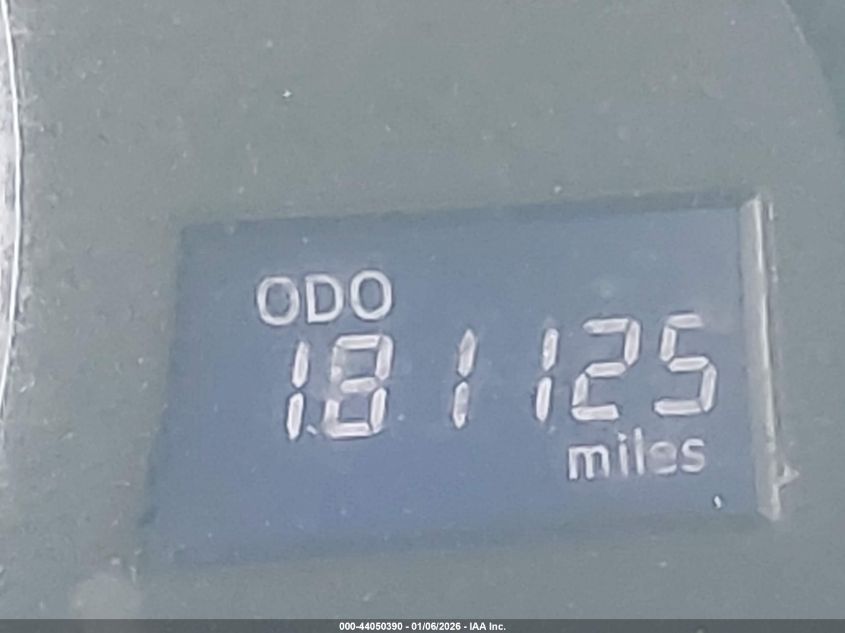 ODO
181125
miles
000-44050390 - 01/06/2026 - IAA Inc.